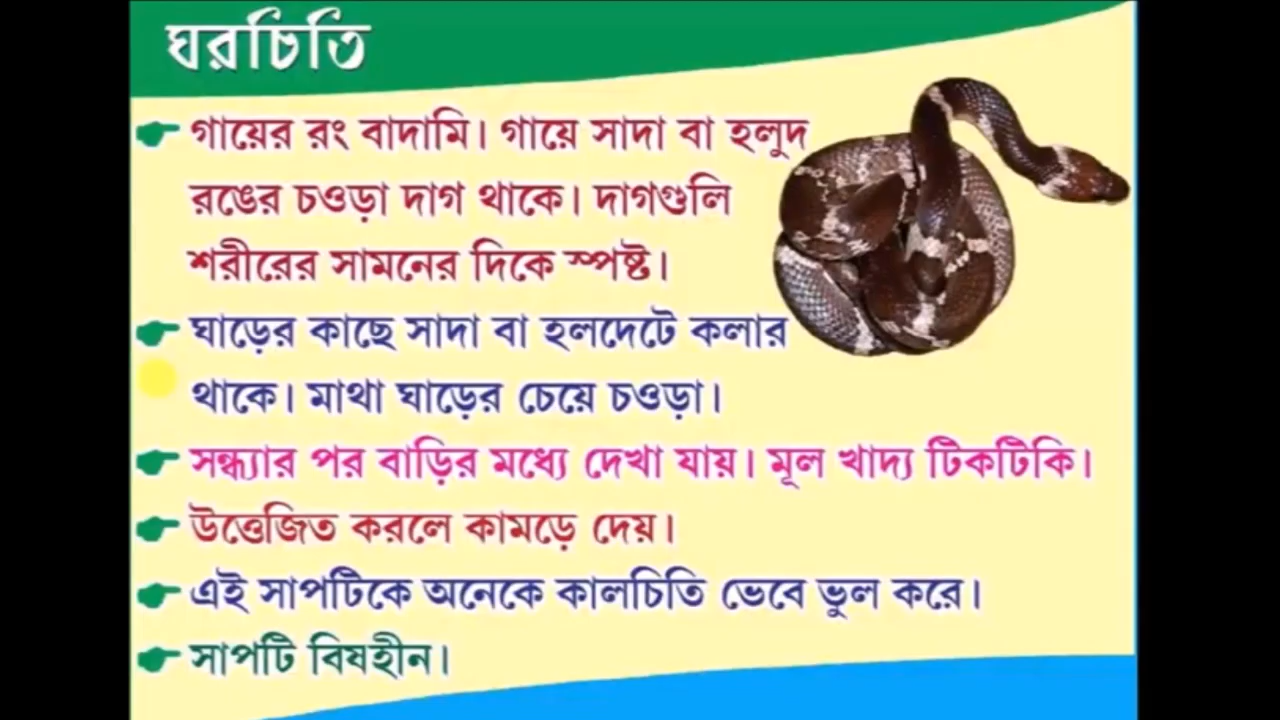 ঘরচিতি
গায়ের রং বাদামি। গায়ে সাদা বা হলুদ
রঙের চওড়া দাগ থাকে। দাগগুলি
শরীরের সামনের দিকে স্পষ্ট।
ঘাড়ের কাছে সাদা বা হলদেটে কলার
থাকে। মাথা ঘাড়ের চেয়ে চওড়া।
সন্ধ্যার পর বাড়ির মধ্যে দেখা যায়। মূল খাদ্য টিকটিকি।
উত্তেজিত করলে কামড়ে দেয়।
এই সাপটিকে অনেকে কালচিতি ভেবে ভুল করে।
সাপটি বিষহীন।